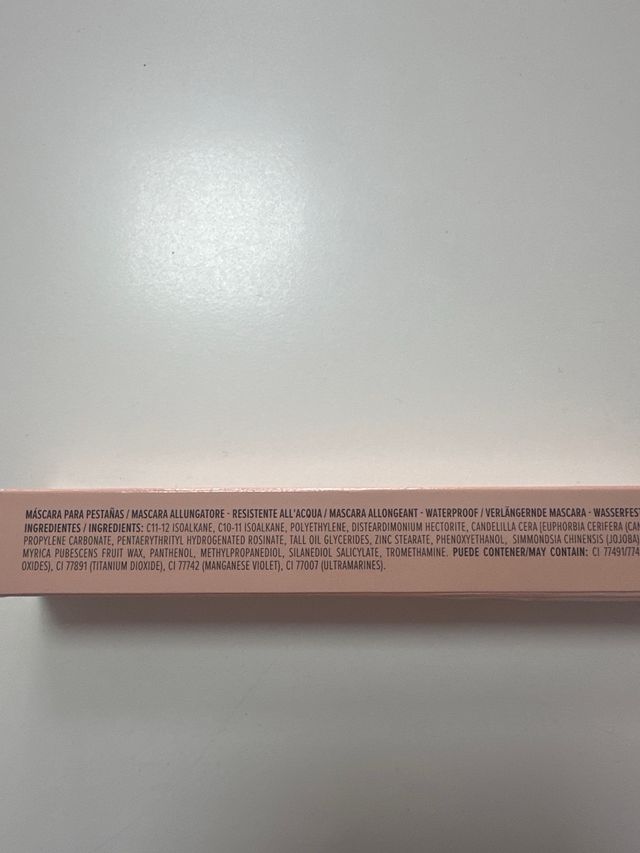 MÁSCARA PARA PESTAÑAS / MASCARA ALLUNGATORE - RESISTENTE ALL'ACQUA / MASCARA ALLONGEANT - WATERPROOF / VERLÄNGERNDE MASCARA - WASSERFEST
INGREDIENTES / INGREDIENTS: C11-12 ISOALKANE, C10-11 ISOALKANE, POLYETHYLENE, DISTEARDIMONIUM HECTORITE, CANDELILLA CERA [EUPHORBIA CERIFERA (CAN
PROPYLENE CARBONATE, PENTAERYTHRITYL HYDROGENATED ROSINATE, TALL OIL GLYCERIDES, ZINC STEARATE, PHENOXYETHANOL, SIMMONDSIA CHINENSIS (JOJOBA)
MYRICA PUBESCENS FRUIT WAX, PANTHENOL, METHYLPROPANEDIOL, SILANEDIOL SALICYLATE, TROMETHAMINE. PUEDE CONTENER/MAY CONTAIN: CI 77491/774
OXIDES), CI 77891 (TITANIUM DIOXIDE), CI 77742 (MANGANESE VIOLET), CI 77007 (ULTRAMARINES).